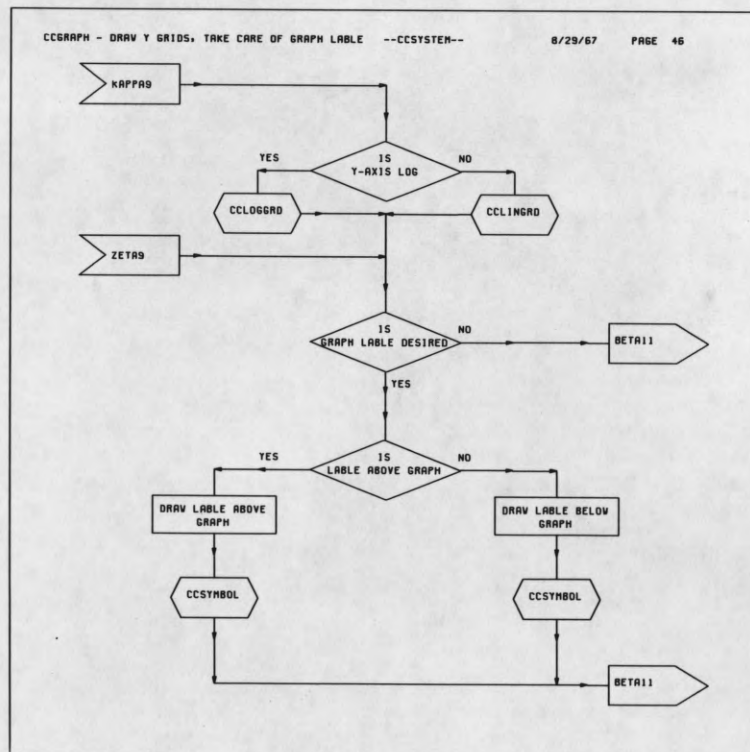 CCGRAPH - DRAW Y GRIDS, TAKE CARE OF GRAPH LABLE --CCSYSTEM-- 8/29/67 PAGE 46
KAPPA9
IS
Y-AXIS LOG
YES
NO
CCLOGGRD
CCLINGRD
ZETA9
IS
GRAPH LABLE DESIRED
NO
BETA11
YES
IS
LABLE ABOVE GRAPH
YES
NO
DRAW LABLE ABOVE
GRAPH
DRAW LABLE BELOW
GRAPH
CCSYMBOL
CCSYMBOL
BETA11